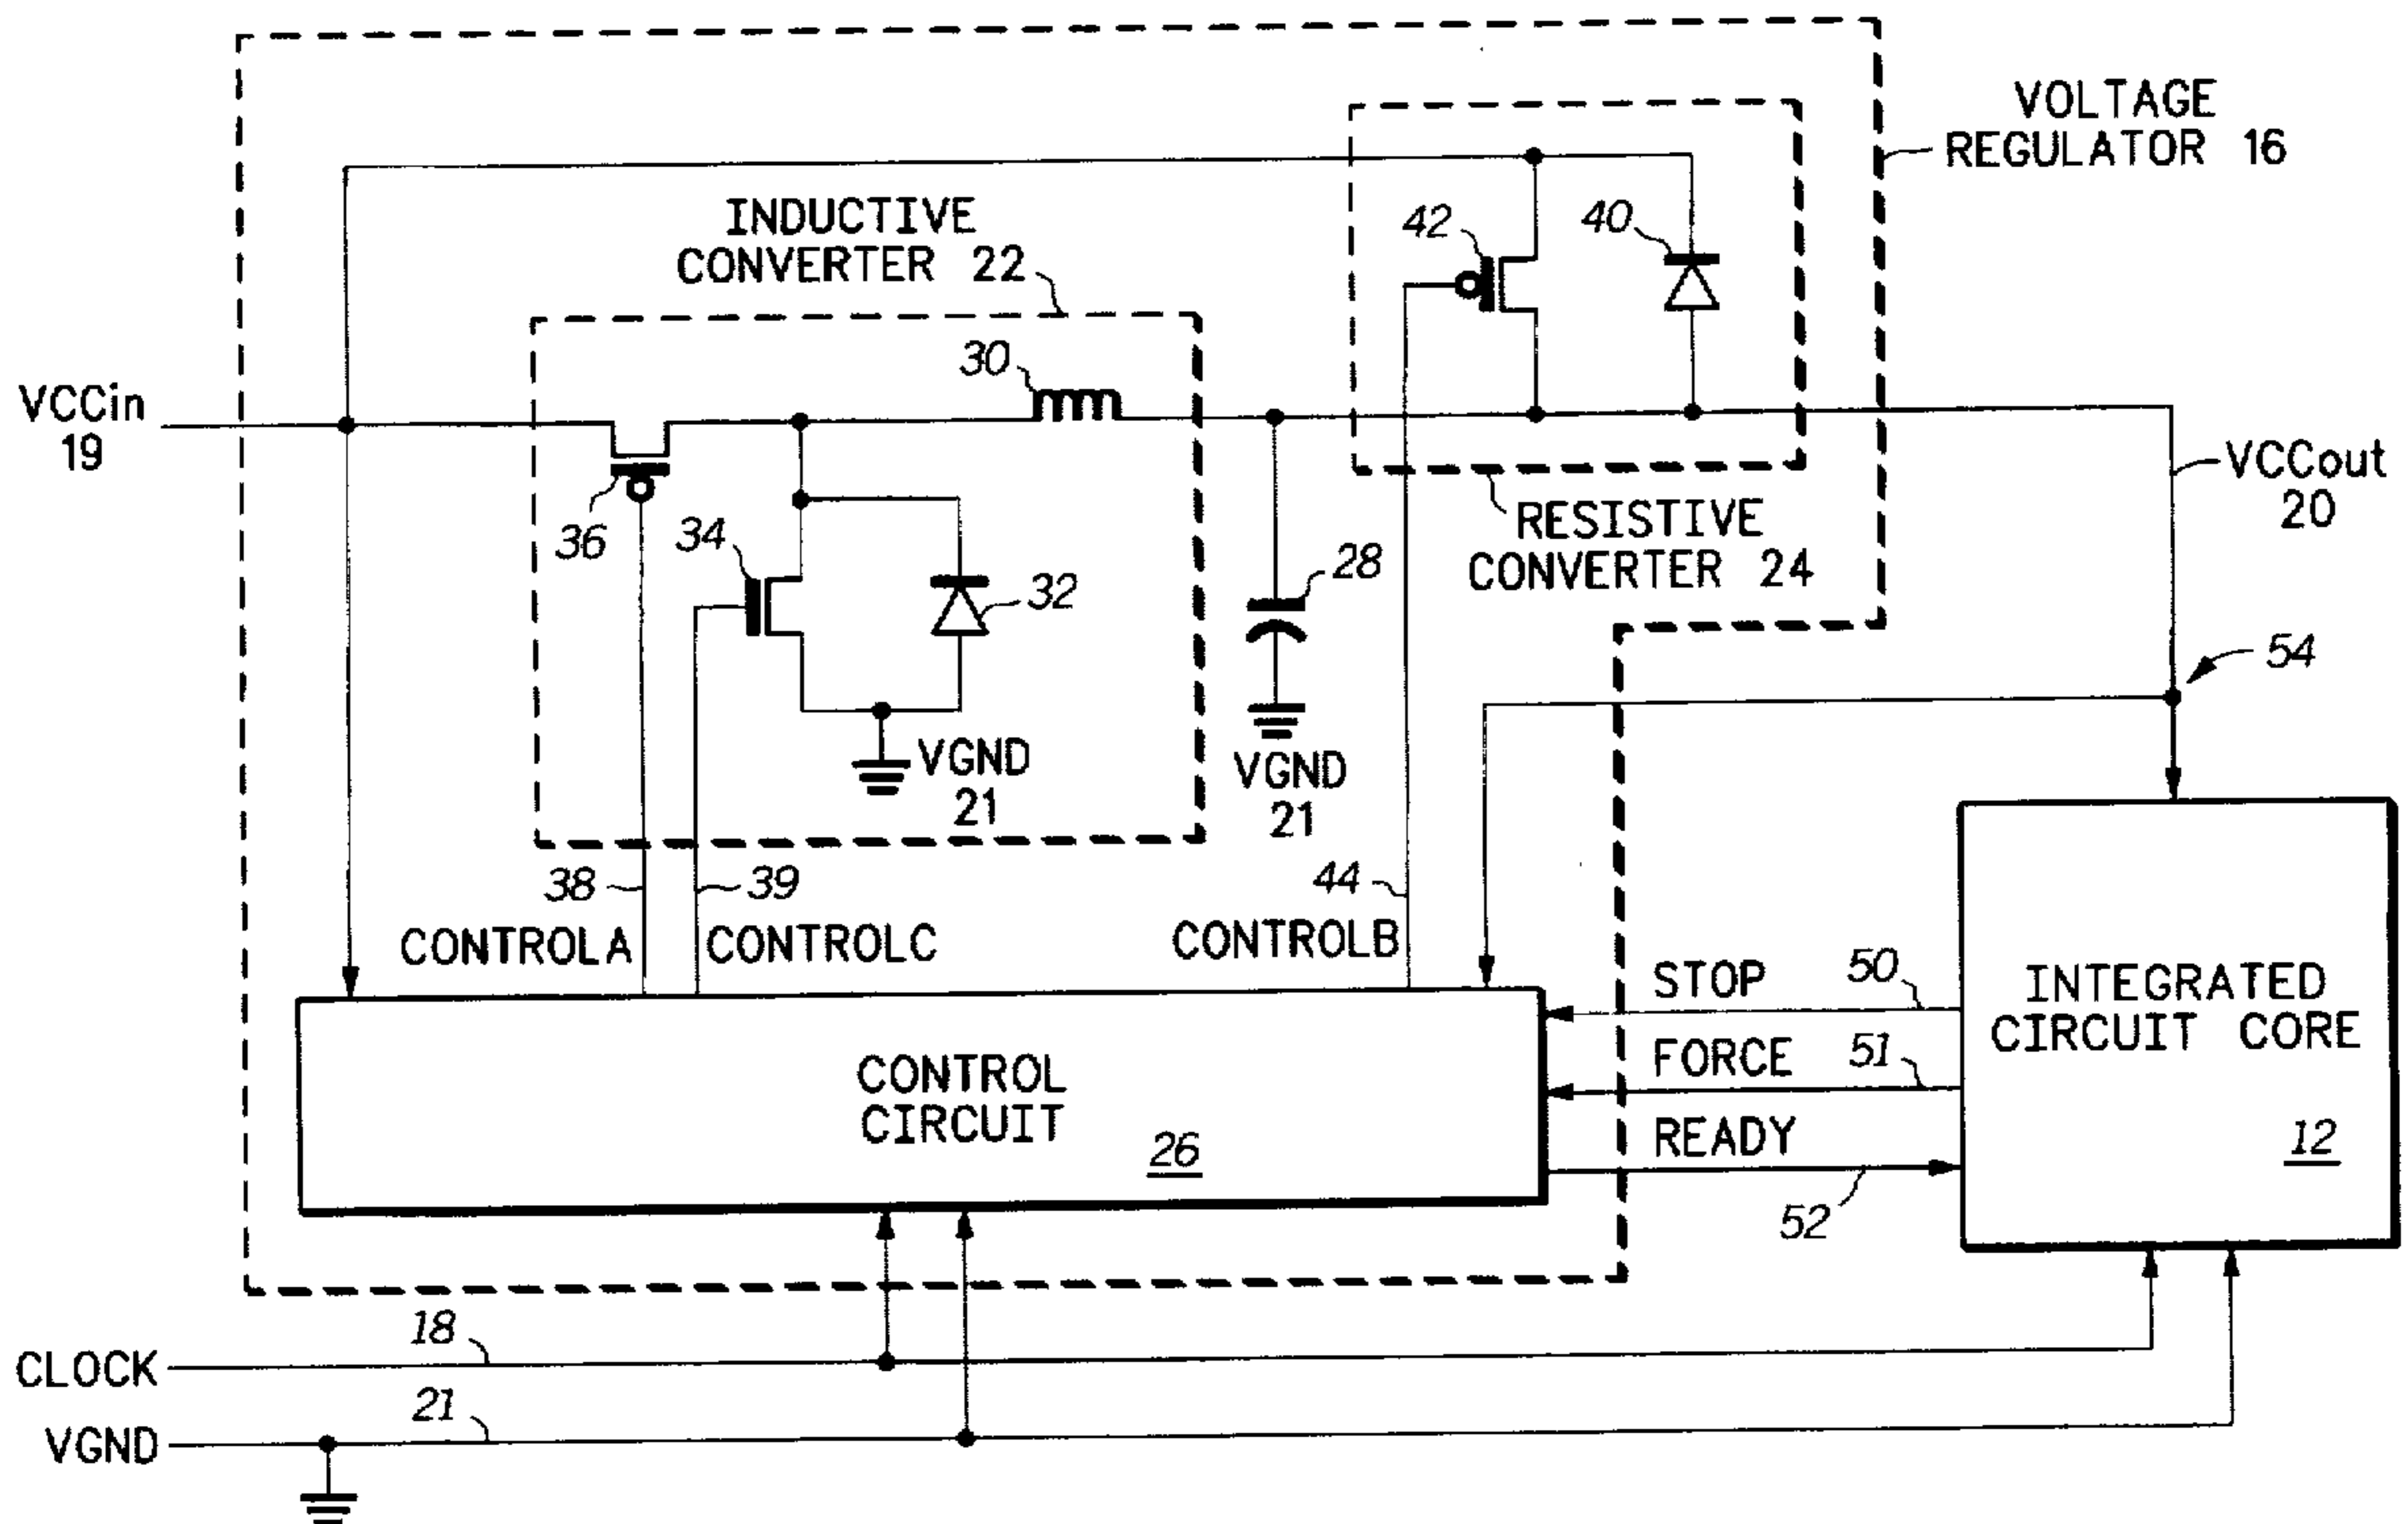 VOLTAGE
REGULATOR 16
INDUCTIVE
CONVERTER 22
42
40
30
VCCin
19
VCCout
20
36
34
32
28
RESISTIVE
CONVERTER 24
54
VGND
21
VGND
21
38
39
44
CONTROLA
CONTROLC
CONTROLB
STOP
50
INTEGRATED
CIRCUIT CORE
FORCE
51
CONTROL
CIRCUIT
26
READY
12
52
CLOCK
18
VGND
21